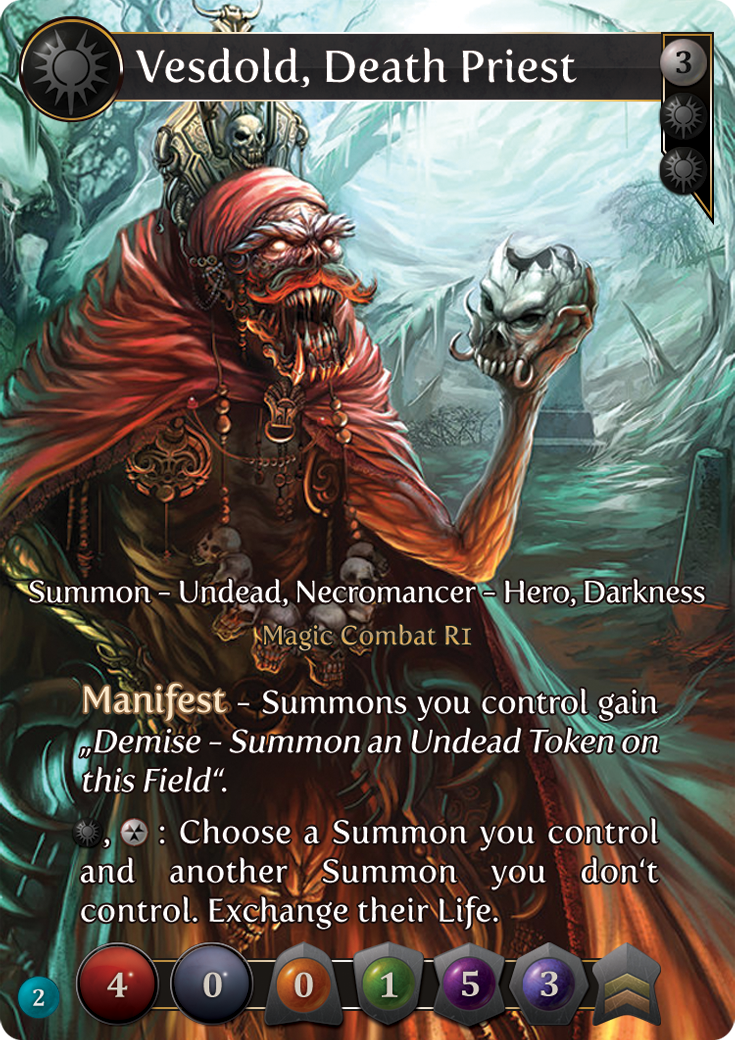 Vesdold, Death Priest
3
Summon – Undead, Necromancer – Hero, Darkness
Magic Combat R1
Manifest – Summons you control gain
„Demise – Summon an Undead Token on
this Field“.
, : Choose a Summon you control
and another Summon you don‘t
control. Exchange their Life.
2 4 0 0 1 5 3